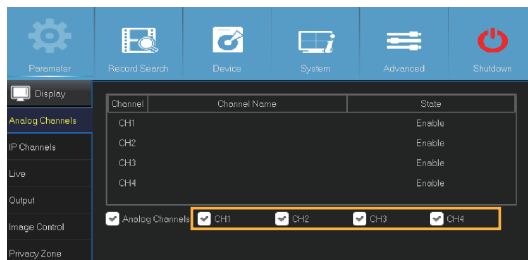 Parameter Record Search Device System Advanced Shutdown
Display
Analog Channels
IP Channels
Live
Output
Image Control
Privacy Zone
Channel Channel Name State
CH1 Enable
CH2 Enable
CH3 Enable
CH4 Enable
Analog Channels CH1 CH2 CH3 CH4